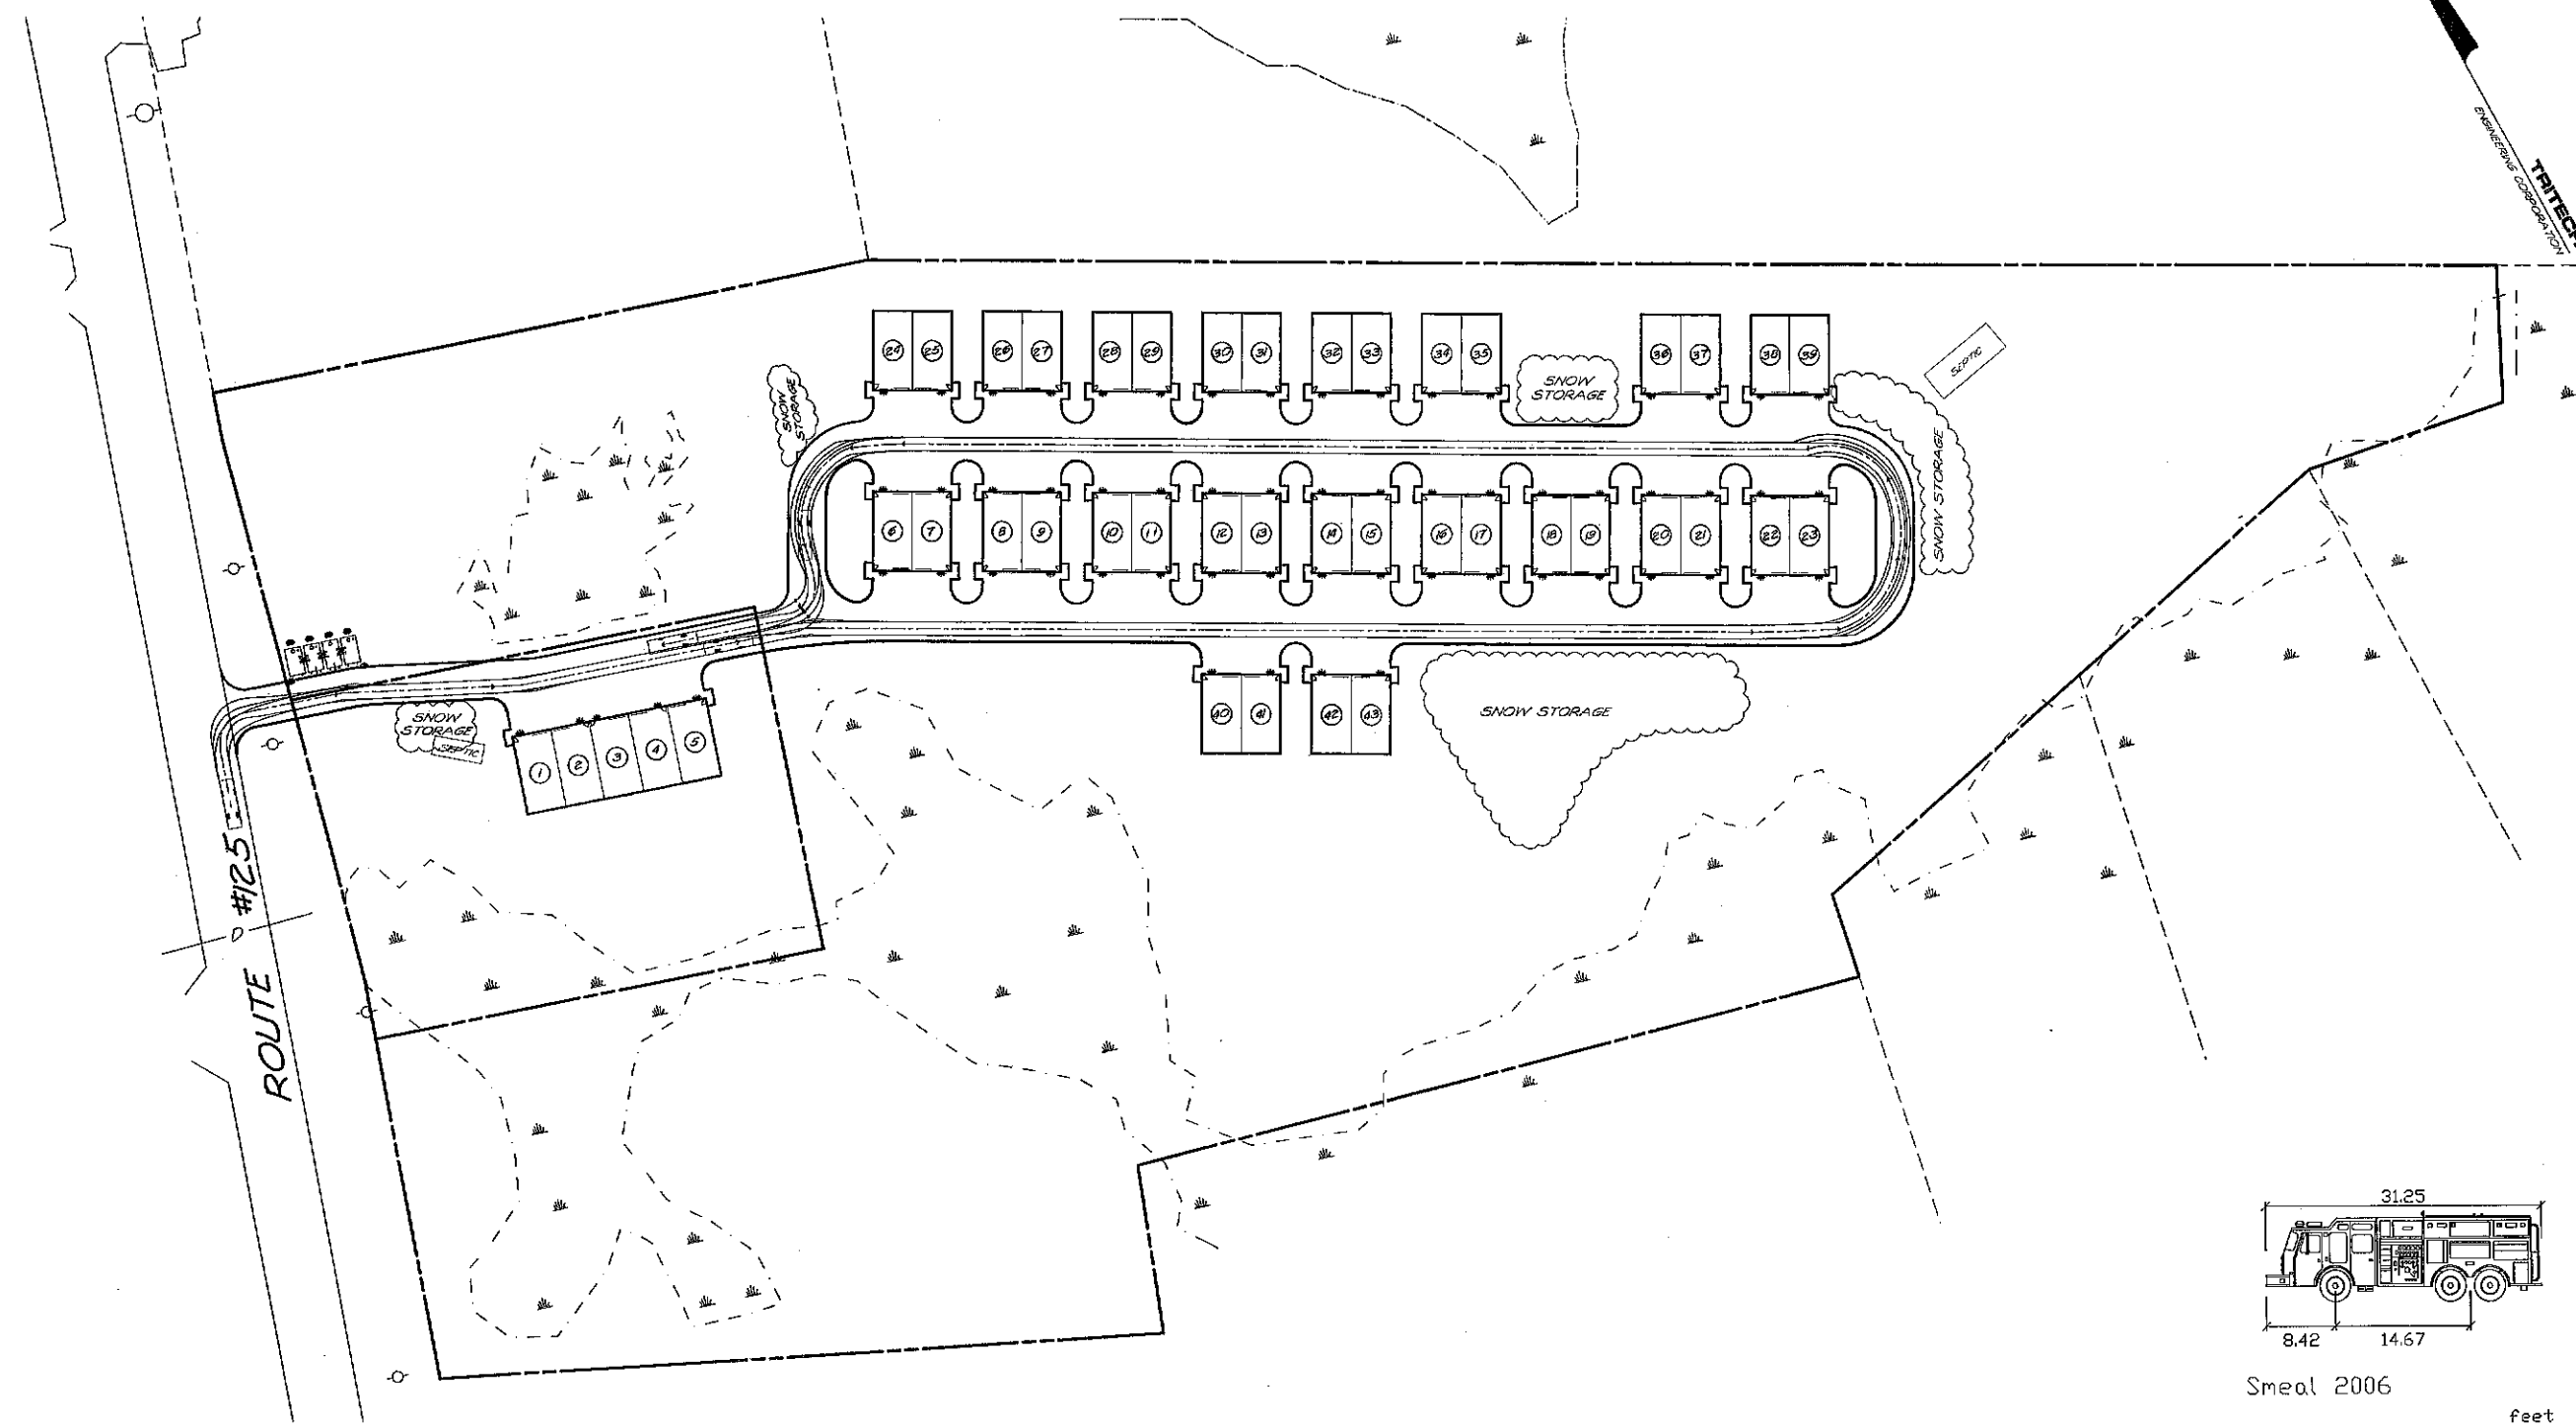 TRITECH
ENGINEERING CORPORATION
24 25 26 27 28 29 30 31 32 33 34 35 36 37 38 39
SEPTIC
SNOW
STORAGE
SNOW
STORAGE
SNOW STORAGE
6 7 8 9 10 11 12 13 14 15 16 17 18 19 20 21 22 23
SNOW
STORAGE
SEPTIC
1 2 3 4 5
40 41 42 43
SNOW STORAGE
ROUTE #125
31.25
8.42
14.67
Smeal 2006
feet